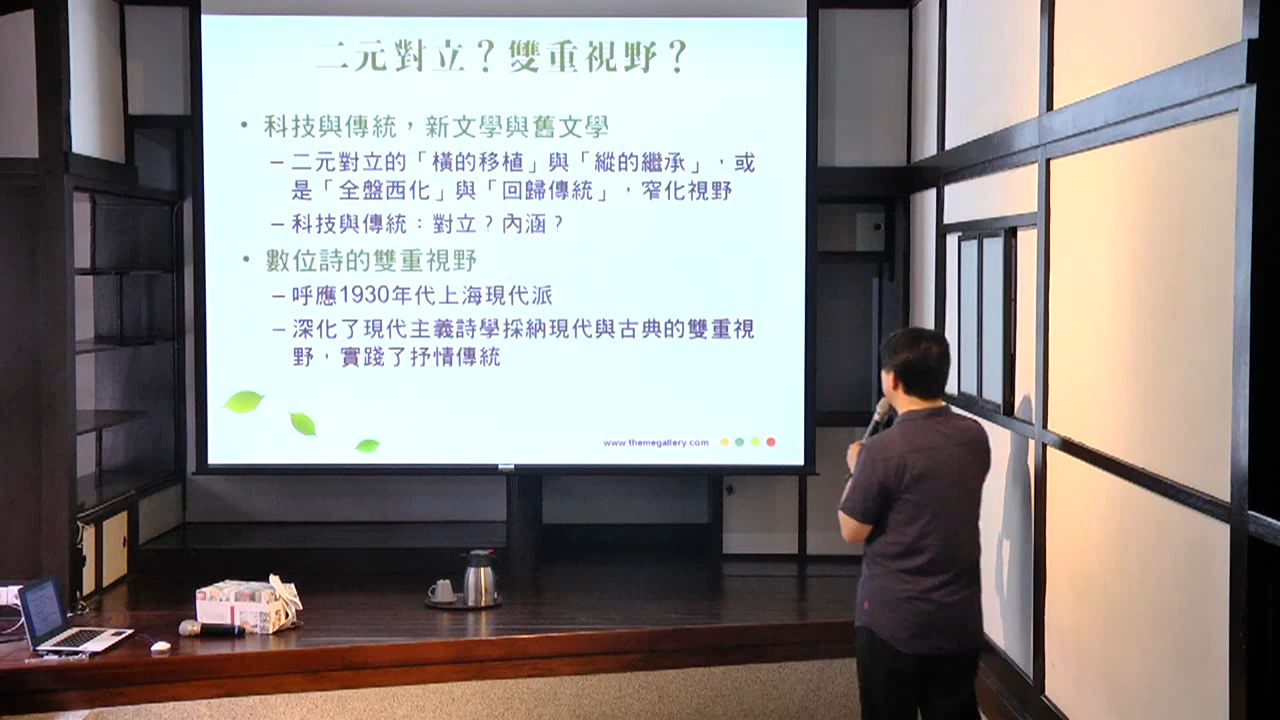 二元對立？雙重視野？
• 科技與傳統，新文學與舊文學
– 二元對立的「橫的移植」與「縱的繼承」，或
是「全盤西化」與「回歸傳統」，窄化視野
– 科技與傳統：對立？內涵？
• 數位詩的雙重視野
– 呼應1930年代上海現代派
– 深化了現代主義詩學採納現代與古典的雙重視
野，實踐了抒情傳統
www.themegallery.com